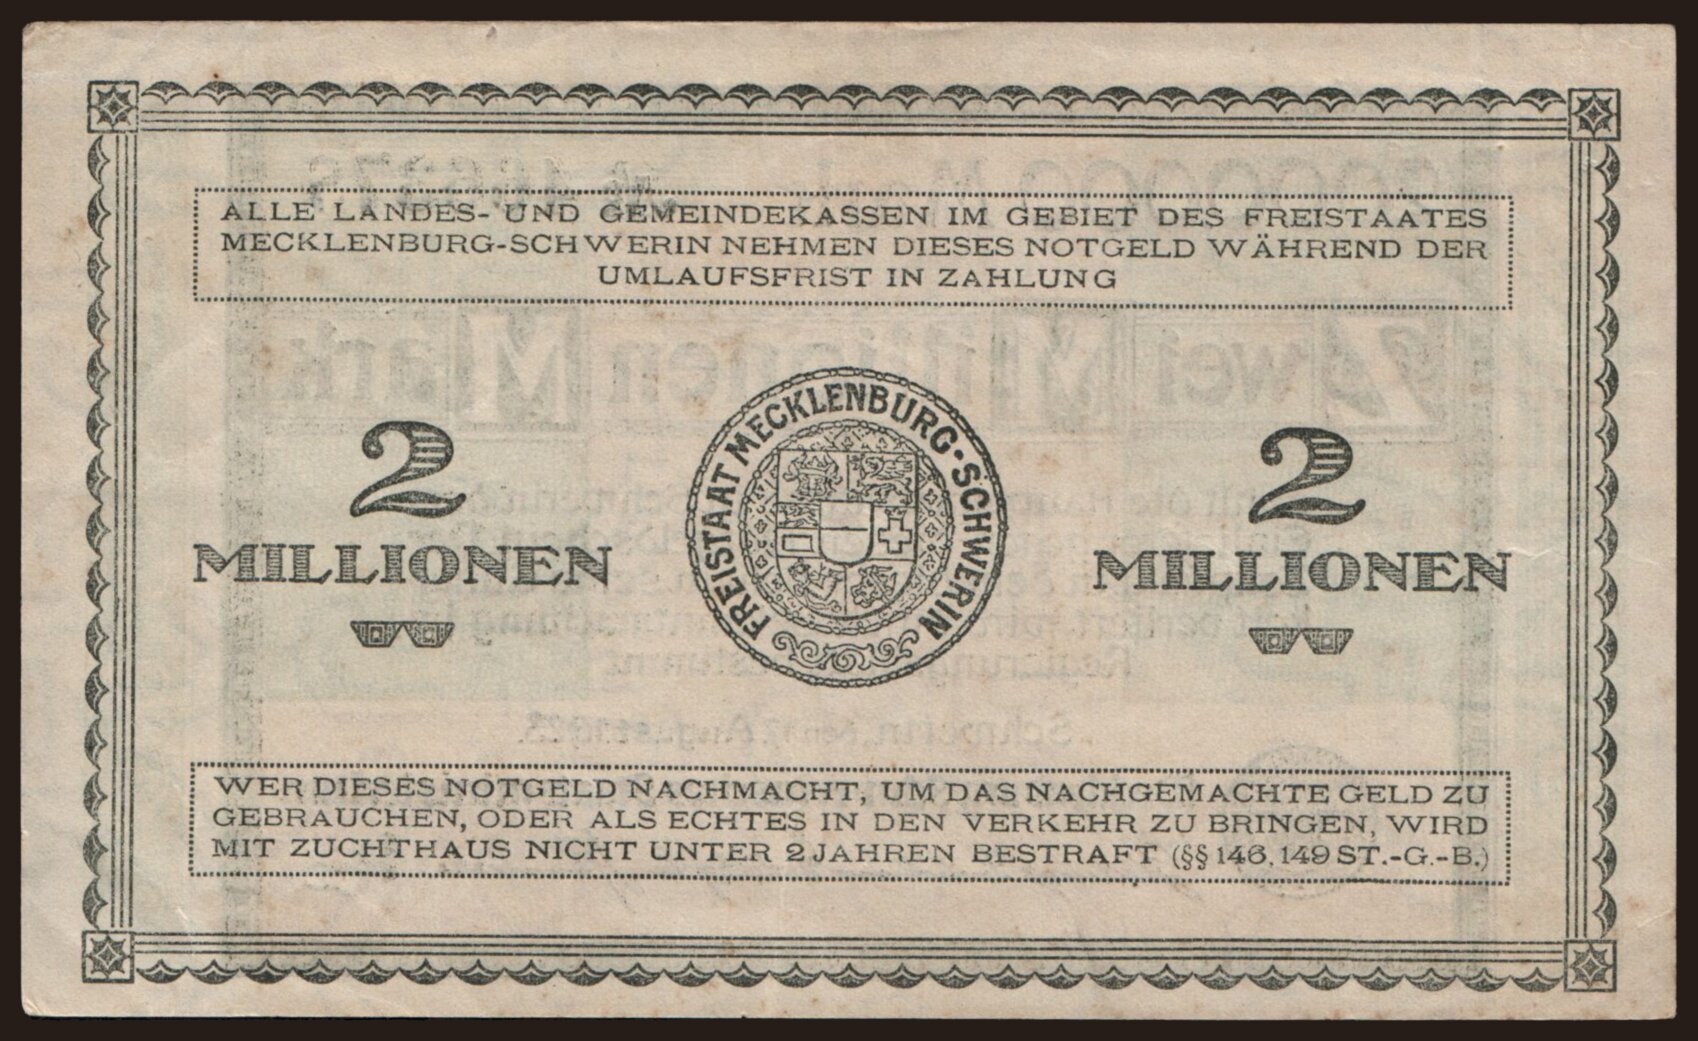 ALLE LANDES- UND GEMEINDEKASSEN IM GEBIET DES FREISTAATES
MECKLENBURG-SCHWERIN NEHMEN DIESES NOTGELD WÄHREND DER
UMLAUFSFRIST IN ZAHLUNG
2
MILLIONEN
FREISTAAT MECKLENBURG·SCHWERIN
2
MILLIONEN
WER DIESES NOTGELD NACHMACHT, UM DAS NACHGEMACHTE GELD ZU
GEBRAUCHEN, ODER ALS ECHTES IN DEN VERKEHR ZU BRINGEN, WIRD
MIT ZUCHTHAUS NICHT UNTER 2 JAHREN BESTRAFT (§§ 146, 149 ST.-G.-B.)